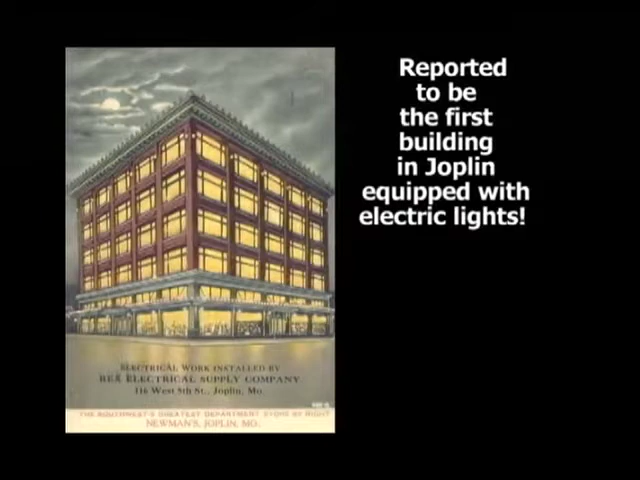 Reported
to be
the first
building
in Joplin
equipped with
electric lights!
ELECTRICAL WORK INSTALLED BY
REX ELECTRICAL SUPPLY COMPANY
116 West 5th St., Joplin, Mo.
THE SOUTHWEST'S GREATEST DEPARTMENT STORE BY NIGHT
NEWMAN'S, JOPLIN, MO.